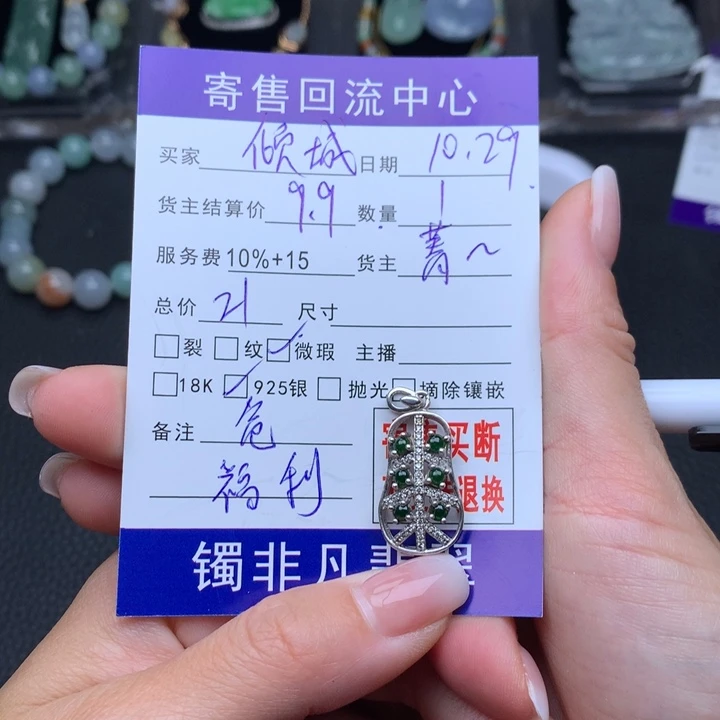 寄售回流中心
买家 倾城 日期 10.29
货主结算价 9.9 数量 1
服务费 10%+15 货主 菁~
总价 21 尺寸
裂 纹 微瑕 主播
18K 925银 抛光 摘除镶嵌
备注 危
福利
买断
退换
镯非凡翡翠